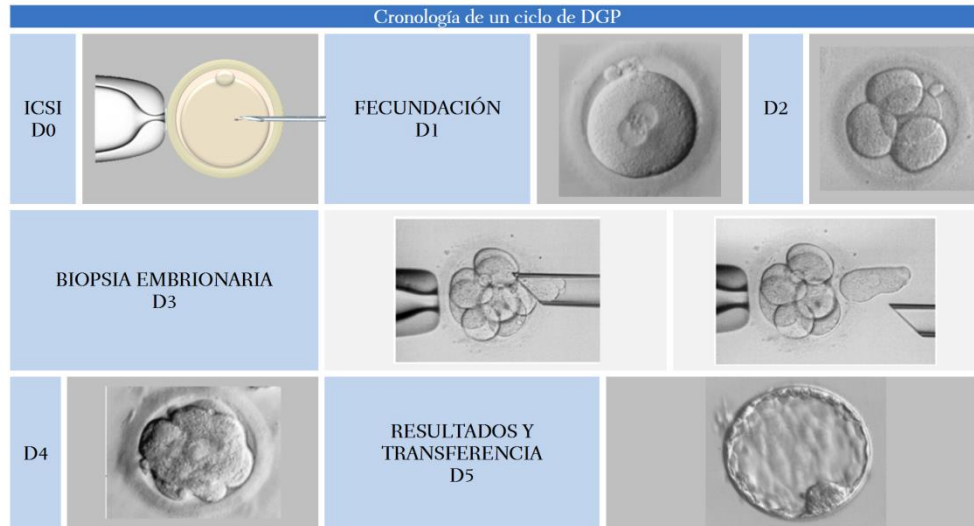 Cronología de un ciclo de DGP
ICSI
D0
FECUNDACIÓN
D1
D2
BIOPSIA EMBRIONARIA
D3
D4
RESULTADOS Y
TRANSFERENCIA
D5